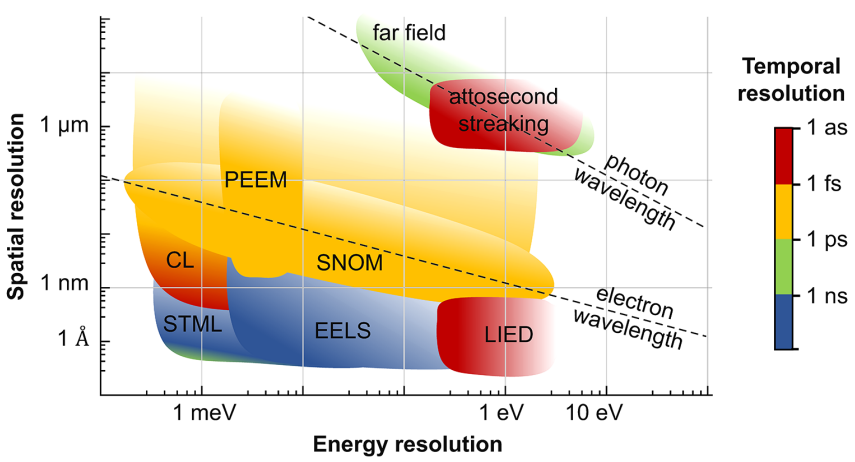 far field
attosecond
streaking
photon
wavelength
PEEM
SNOM
CL
STML
EELS
LIED
electron
wavelength
Spatial resolution
1 µm
1 nm
1 Å
1 meV
1 eV
10 eV
Energy resolution
Temporal
resolution
1 as
1 fs
1 ps
1 ns